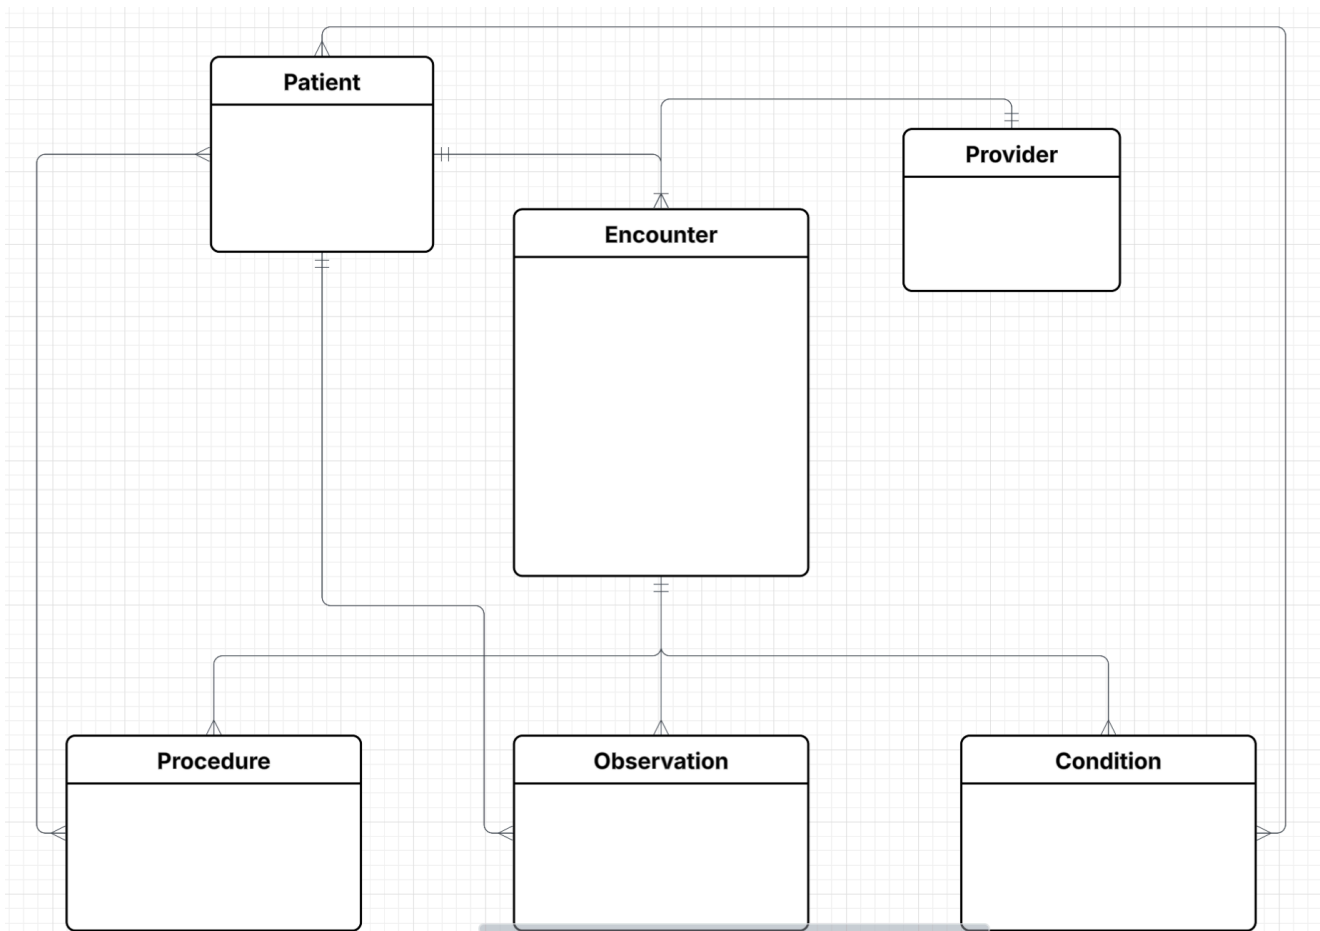 Patient
Provider
Encounter
Procedure
Observation
Condition